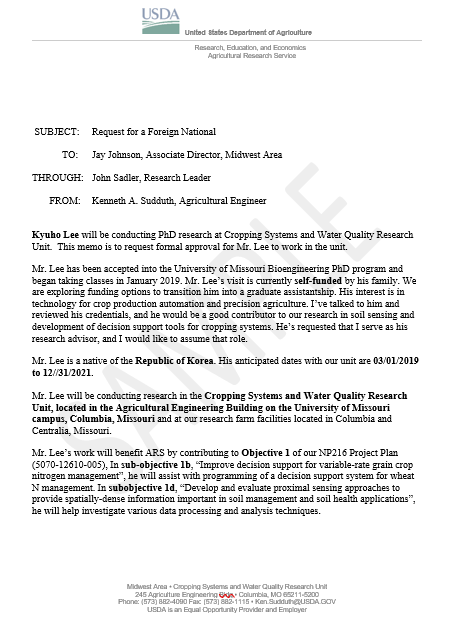 USDA
United States Department of Agriculture
Research, Education, and Economics
Agricultural Research Service
SUBJECT: Request for a Foreign National
TO: Jay Johnson, Associate Director, Midwest Area
THROUGH: John Sadler, Research Leader
FROM: Kenneth A. Sudduth, Agricultural Engineer
SAMPLE
Kyuho Lee will be conducting PhD research at Cropping Systems and Water Quality Research
Unit. This memo is to request formal approval for Mr. Lee to work in the unit.
Mr. Lee has been accepted into the University of Missouri Bioengineering PhD program and
began taking classes in January 2019. Mr. Lee's visit is currently self-funded by his family. We
are exploring funding options to transition him into a graduate assistantship. His interest is in
technology for crop production automation and precision agriculture. I've talked to him and
reviewed his credentials, and he would be a good contributor to our research in soil sensing and
development of decision support tools for cropping systems. He's requested that I serve as his
research advisor, and I would like to assume that role.
Mr. Lee is a native of the Republic of Korea. His anticipated dates with our unit are 03/01/2019
to 12//31/2021.
Mr. Lee will be conducting research in the Cropping Systems and Water Quality Research
Unit, located in the Agricultural Engineering Building on the University of Missouri
campus, Columbia, Missouri and at our research farm facilities located in Columbia and
Centralia, Missouri.
Mr. Lee's work will benefit ARS by contributing to Objective 1 of our NP216 Project Plan
(5070-12610-005), In sub-objective 1b, “Improve decision support for variable-rate grain crop
nitrogen management”, he will assist with programming of a decision support system for wheat
N management. In subobjective 1d, “Develop and evaluate proximal sensing approaches to
provide spatially-dense information important in soil management and soil health applications”,
he will help investigate various data processing and analysis techniques.
Midwest Area • Cropping Systems and Water Quality Research Unit
245 Agriculture Engineering • Columbia, MO 65211-5200
Phone: (573) 882-4090 Fax: (573) 882-1115 • Ken.Sudduth@USDA.GOV
USDA is an Equal Opportunity Provider and Employer